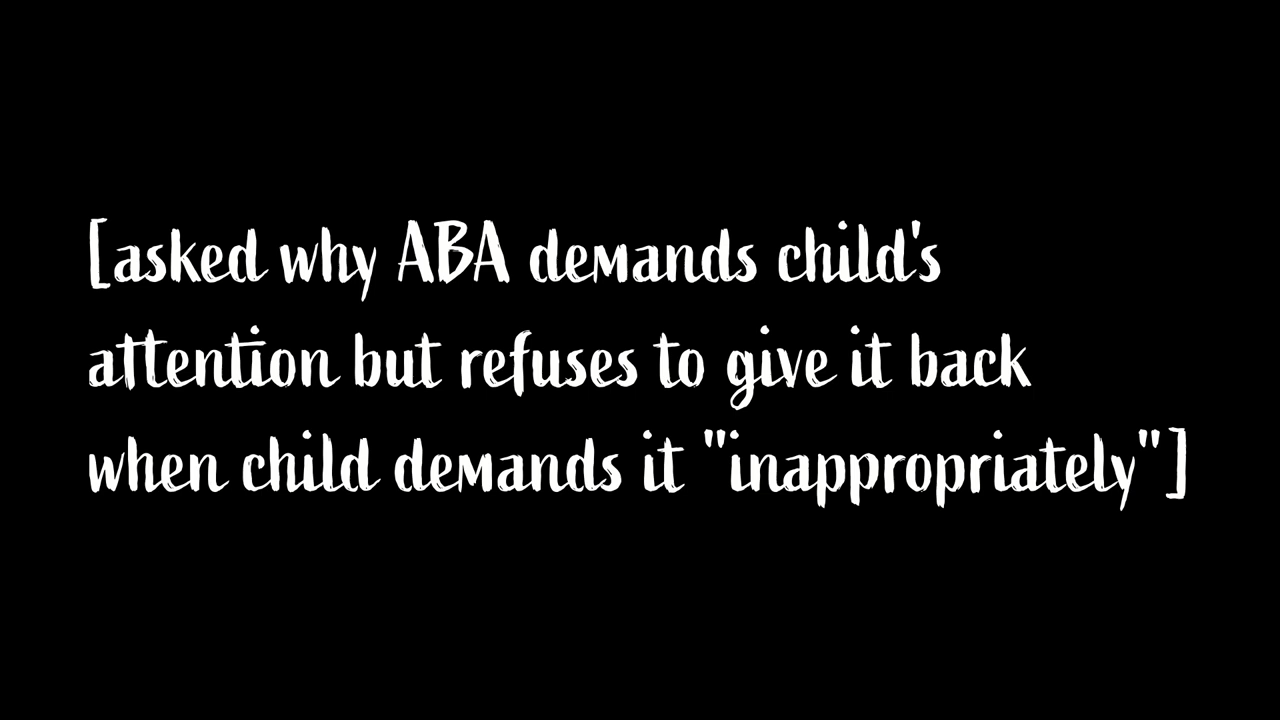 [asked why ABA demands child's
attention but refuses to give it back
when child demands it "inappropriately"]